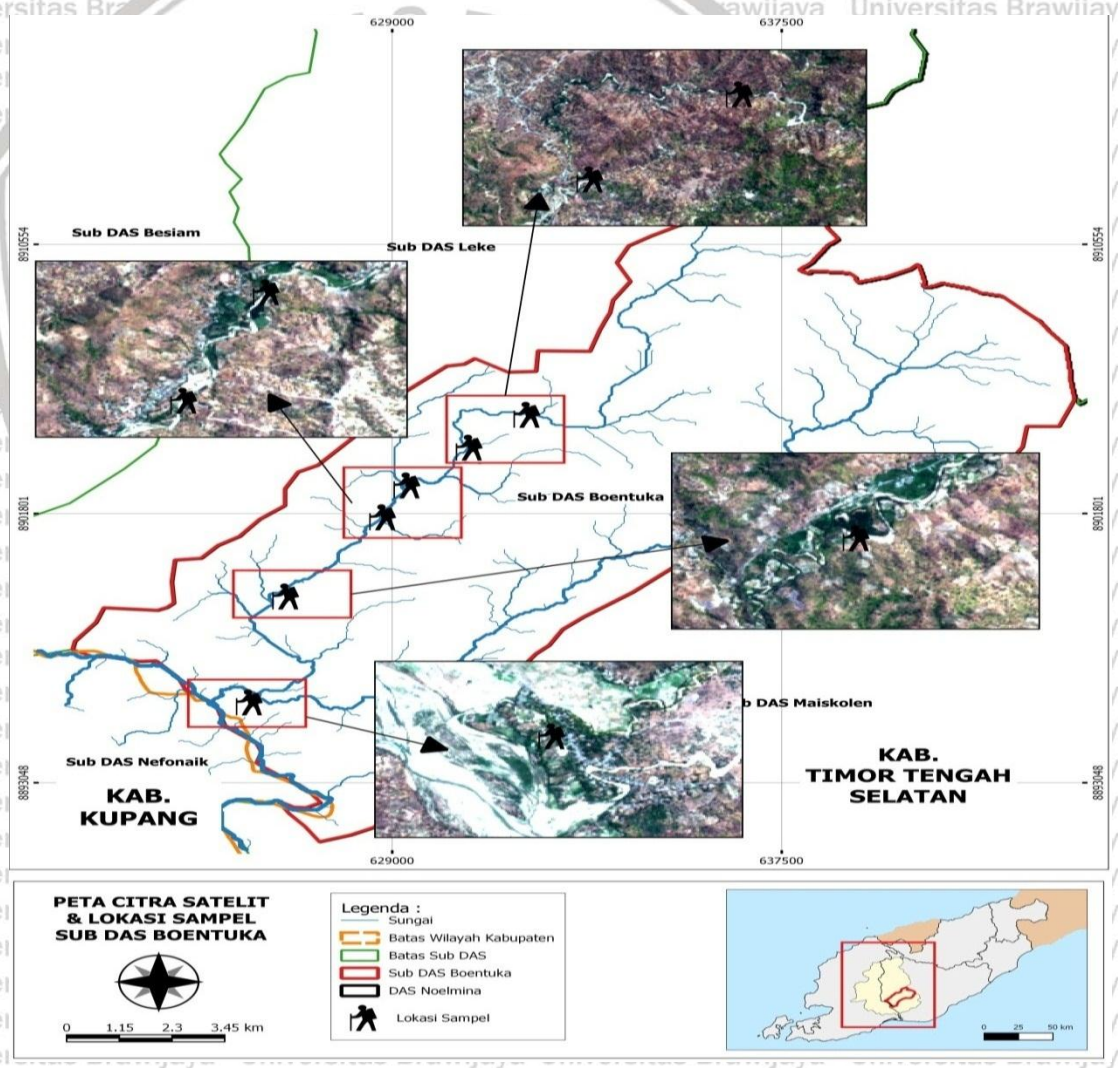 Universitas Brawijaya
629000
637500
Sub DAS Besiam
Sub DAS Leke
8910554
8910554
Sub DAS Boentuka
8901801
8901801
b DAS Maiskolen
Sub DAS Nefonaik
KAB.
KUPANG
KAB.
TIMOR TENGAH
SELATAN
8893048
8893048
629000
637500
PETA CITRA SATELIT
& LOKASI SAMPEL
SUB DAS BOENTUKA
0 1.15 2.3 3.45 km
Legenda :
Sungai
Batas Wilayah Kabupaten
Batas Sub DAS
Sub DAS Boentuka
DAS Noelmina
Lokasi Sampel
0 25 50 km